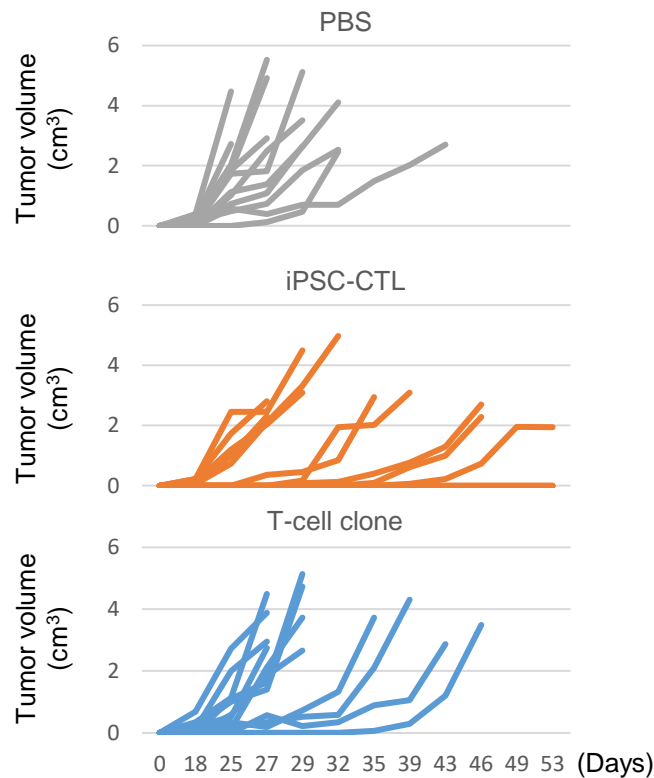 PBS
Tumor volume
(cm³)
6
4
2
0
iPSC-CTL
Tumor volume
(cm³)
6
4
2
0
T-cell clone
Tumor volume
(cm³)
6
4
2
0
0 18 25 27 29 32 35 39 43 46 49 53 (Days)